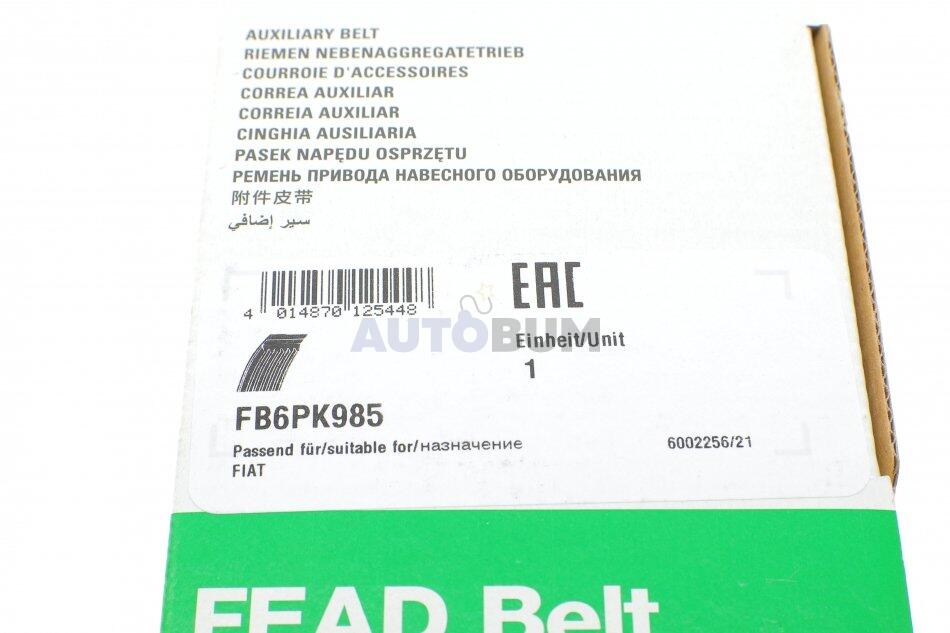 AUXILIARY BELT
RIEMEN NEBENAGGREGATETRIEB
COURROIE D'ACCESSOIRES
CORREA AUXILIAR
CORREIA AUXILIAR
CINGHIA AUSILIARIA
PASEK NAPĘDU OSPRZĘTU
РЕМЕНЬ ПРИВОДА НАВЕСНОГО ОБОРУДОВАНИЯ
附件皮带
سير إضافي
EAC
4 014870 125448
AUTOBUM
Einheit/Unit
1
FB6PK985
Passend für/suitable for/назначение
6002256/21
FIAT
FEAD Belt